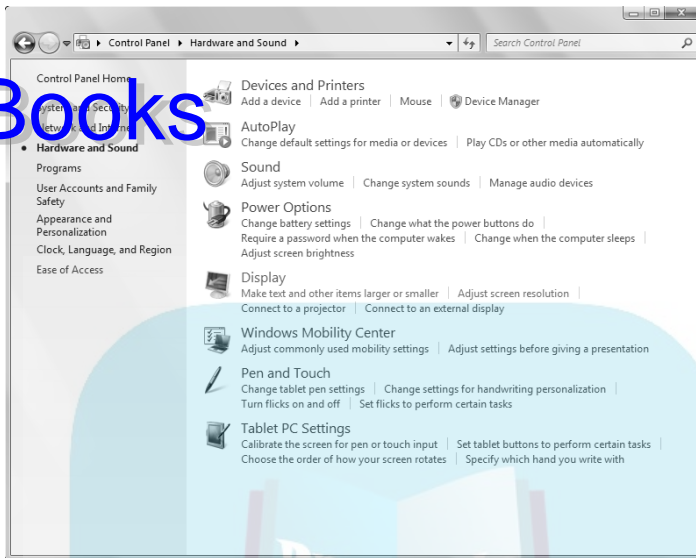 Control Panel ▸ Hardware and Sound ▸
Search Control Panel
Books
Control Panel Home
System and Security
Network and Internet
• Hardware and Sound
Programs
User Accounts and Family
Safety
Appearance and
Personalization
Clock, Language, and Region
Ease of Access
Devices and Printers
Add a device | Add a printer | Mouse | Device Manager
AutoPlay
Change default settings for media or devices | Play CDs or other media automatically
Sound
Adjust system volume | Change system sounds | Manage audio devices
Power Options
Change battery settings | Change what the power buttons do |
Require a password when the computer wakes | Change when the computer sleeps |
Adjust screen brightness
Display
Make text and other items larger or smaller | Adjust screen resolution |
Connect to a projector | Connect to an external display
Windows Mobility Center
Adjust commonly used mobility settings | Adjust settings before giving a presentation
Pen and Touch
Change tablet pen settings | Change settings for handwriting personalization |
Turn flicks on and off | Set flicks to perform certain tasks
Tablet PC Settings
Calibrate the screen for pen or touch input | Set tablet buttons to perform certain tasks |
Choose the order of how your screen rotates | Specify which hand you write with